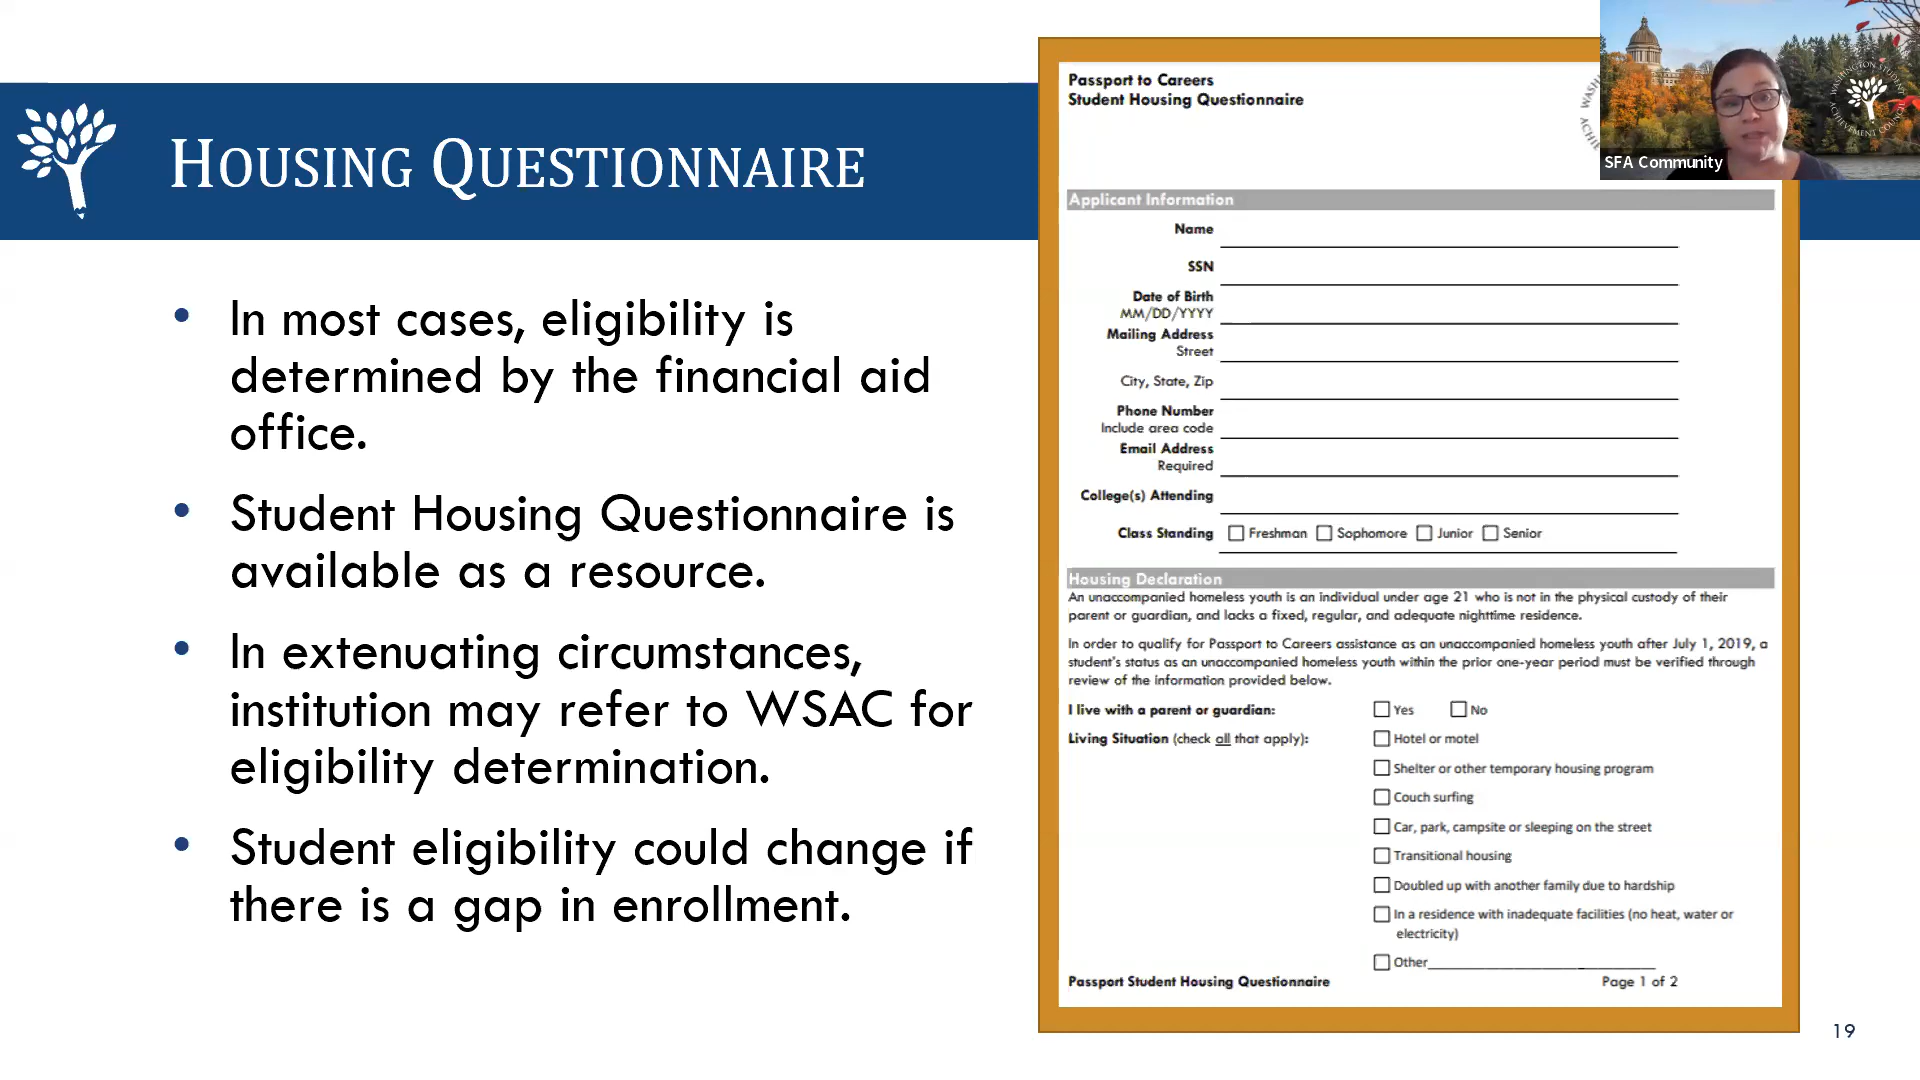 HOUSING QUESTIONNAIRE
• In most cases, eligibility is
determined by the financial aid
office.
• Student Housing Questionnaire is
available as a resource.
• In extenuating circumstances,
institution may refer to WSAC for
eligibility determination.
• Student eligibility could change if
there is a gap in enrollment.
Passport to Careers
Student Housing Questionnaire
Applicant Information
Name
SSN
Date of Birth
MM/DD/YYYY
Mailing Address
Street
City, State, Zip
Phone Number
Include area code
Email Address
Required
College(s) Attending
Class Standing Freshman Sophomore Junior Senior
Housing Declaration
An unaccompanied homeless youth is an individual under age 21 who is not in the physical custody of their
parent or guardian, and lacks a fixed, regular, and adequate nighttime residence.
In order to qualify for Passport to Careers assistance as an unaccompanied homeless youth after July 1, 2019, a
student's status as an unaccompanied homeless youth within the prior one-year period must be verified through
review of the information provided below.
I live with a parent or guardian: Yes No
Living Situation (check all that apply): Hotel or motel
Shelter or other temporary housing program
Couch surfing
Car, park, campsite or sleeping on the street
Transitional housing
Doubled up with another family due to hardship
In a residence with inadequate facilities (no heat, water or
electricity)
Other
Passport Student Housing Questionnaire Page 1 of 2
SFA Community
19